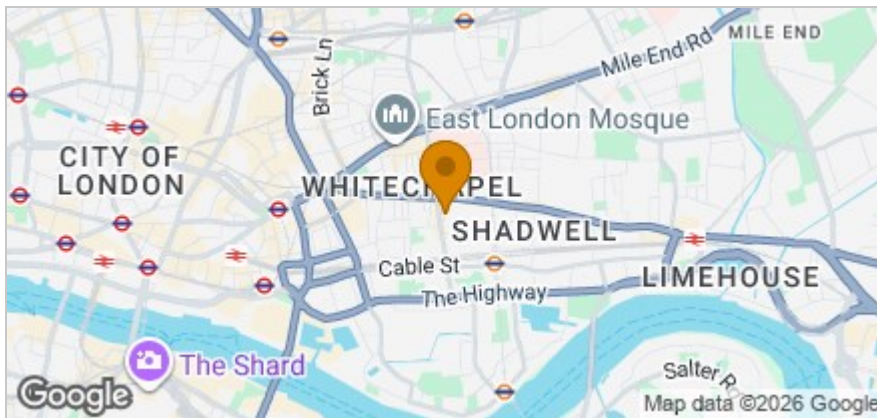 MILE END
Mile End Rd
Brick Ln
East London Mosque
CITY OF
LONDON
WHITECHAPEL
SHADWELL
Cable St
LIMEHOUSE
The Highway
The Shard
Salter R
Google
Map data ©2026 Google